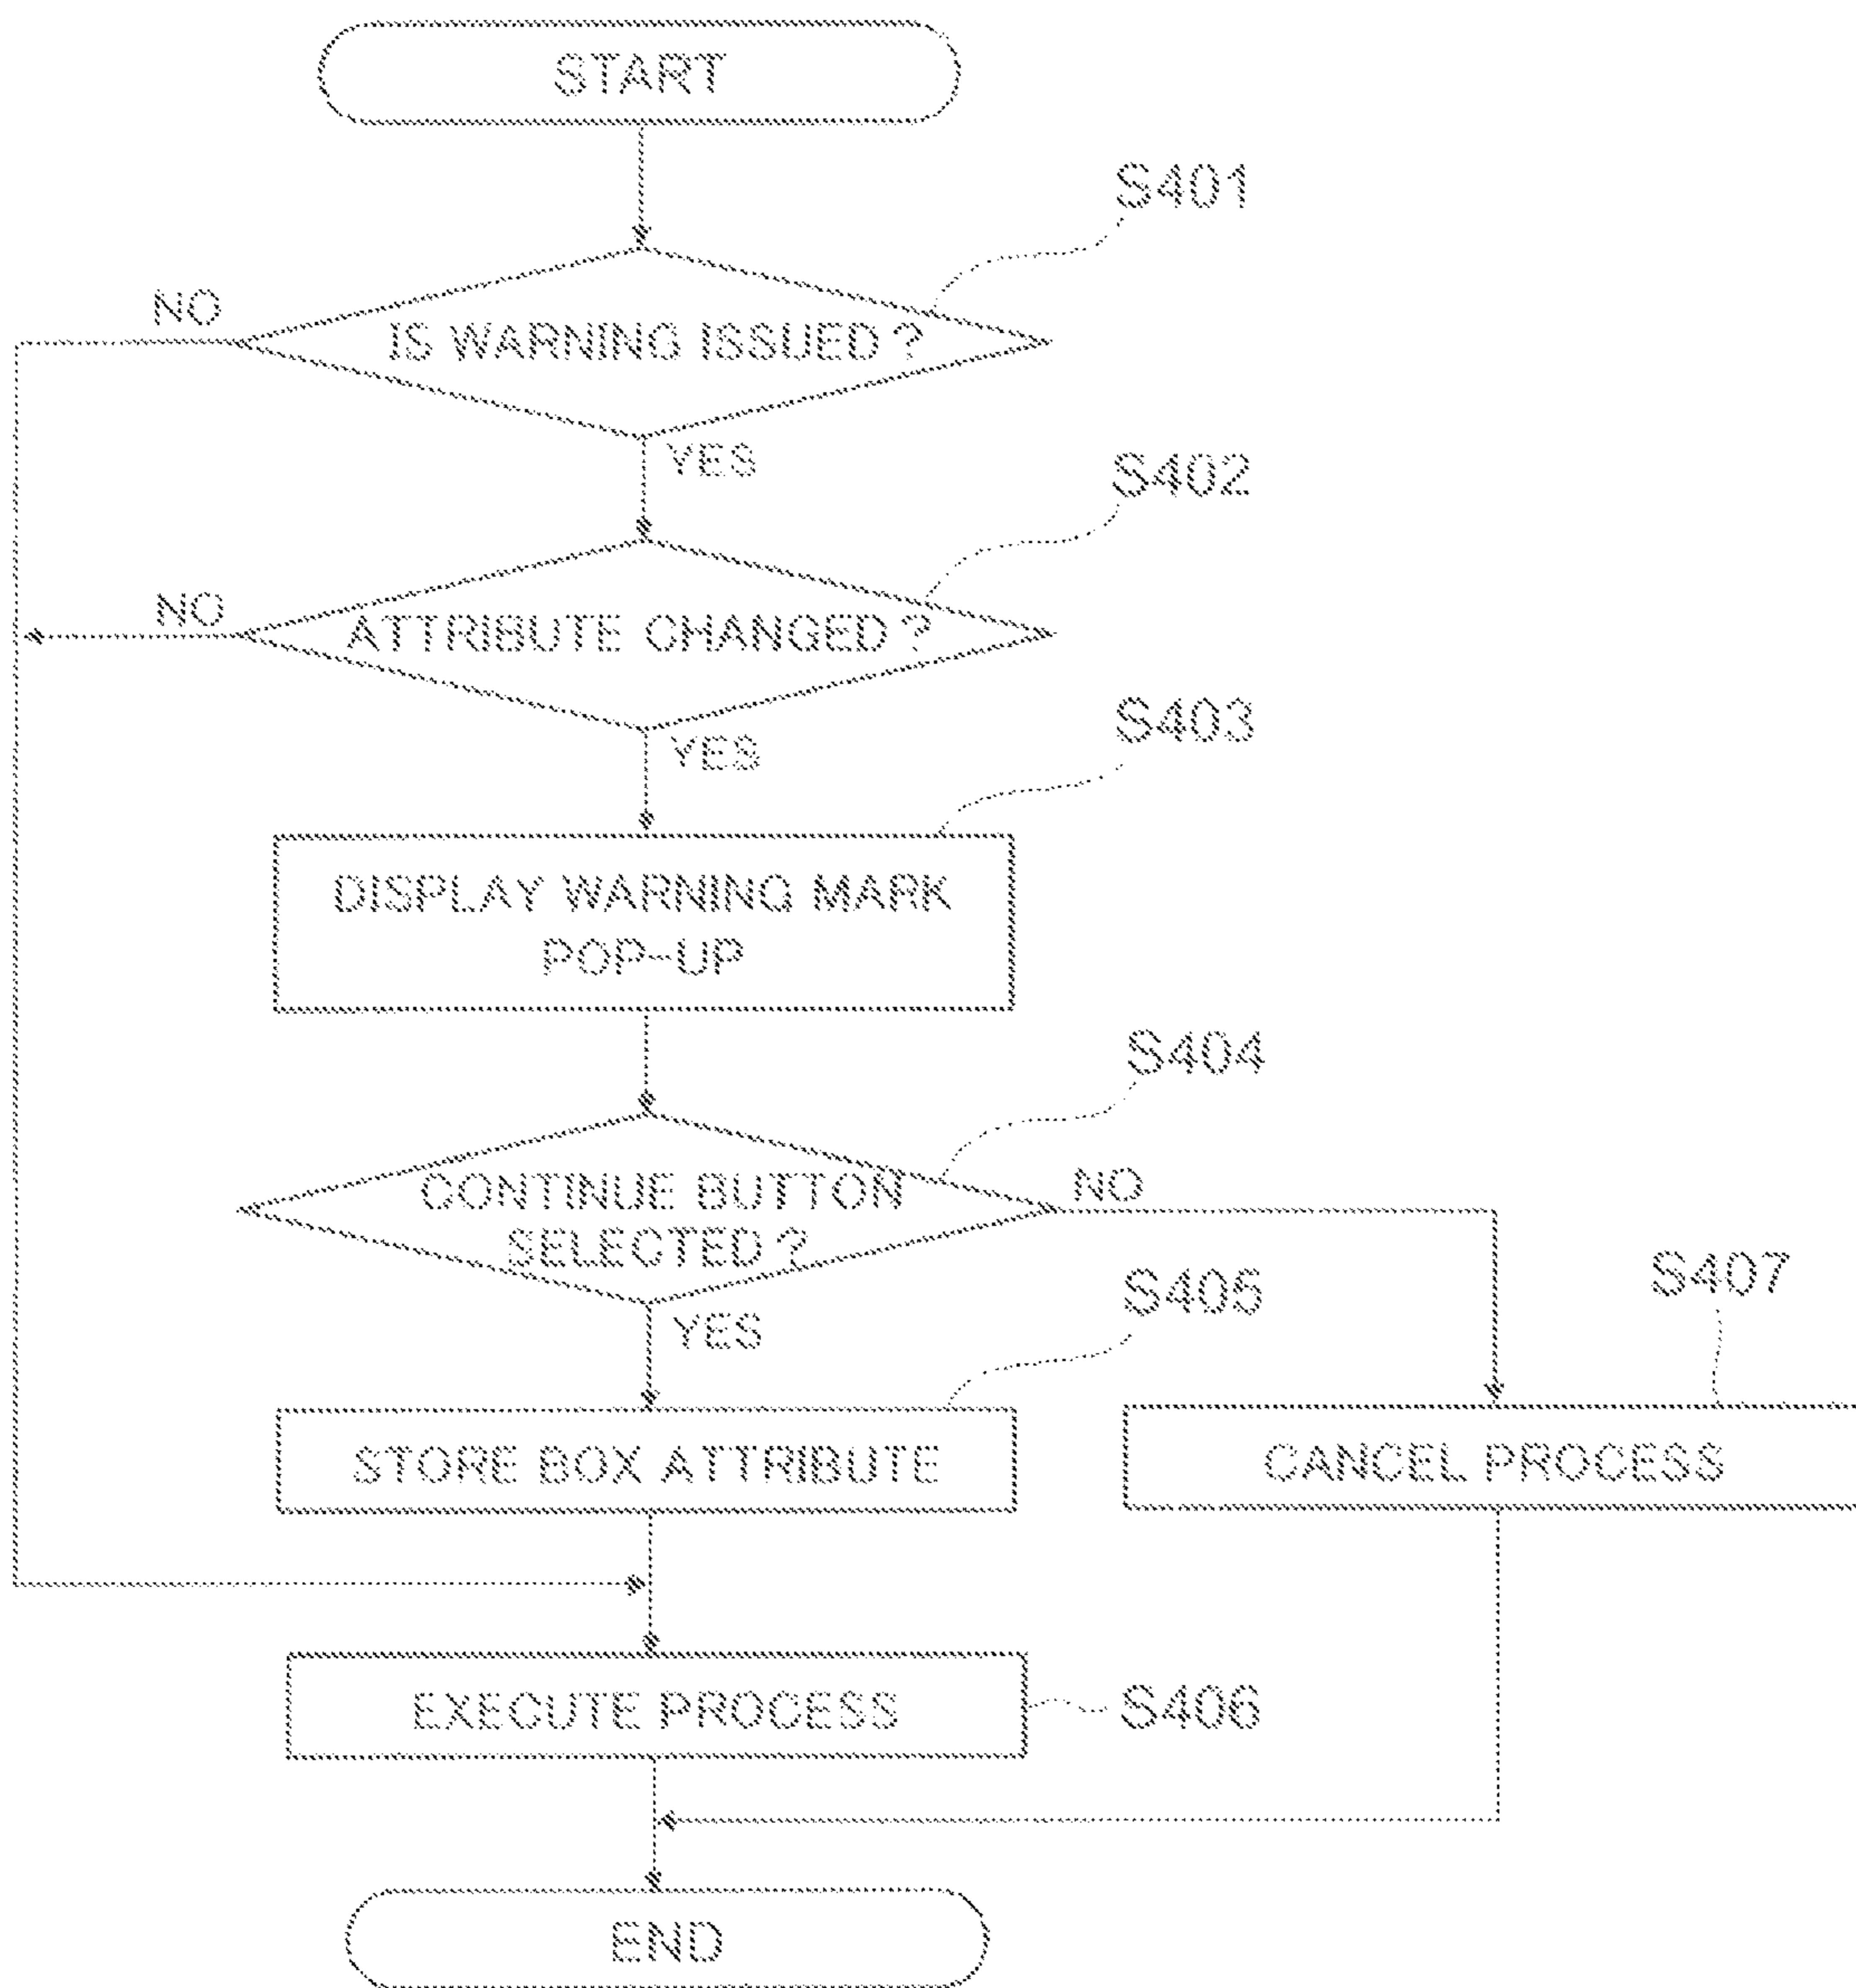 START
S401
NO
IS WARNING ISSUED ?
YES
S402
NO
ATTRIBUTE CHANGED ?
YES
S403
DISPLAY WARNING MARK
POP-UP
S404
CONTINUE BUTTON
SELECTED ?
NO
YES
S405
S407
STORE BOX ATTRIBUTE
CANCEL PROCESS
EXECUTE PROCESS
S406
END